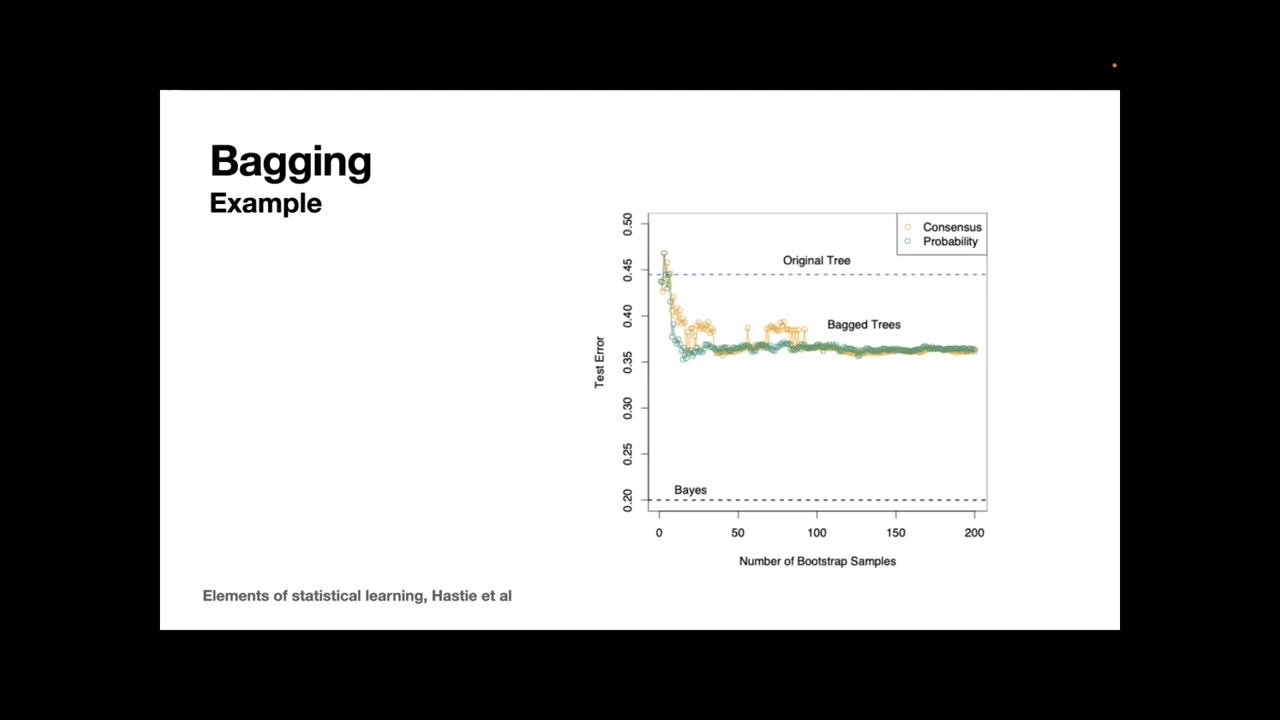 Bagging
Example
Consensus
Probability
Original Tree
Bagged Trees
Bayes
Test Error
0.50
0.45
0.40
0.35
0.30
0.25
0.20
0 50 100 150 200
Number of Bootstrap Samples
Elements of statistical learning, Hastie et al